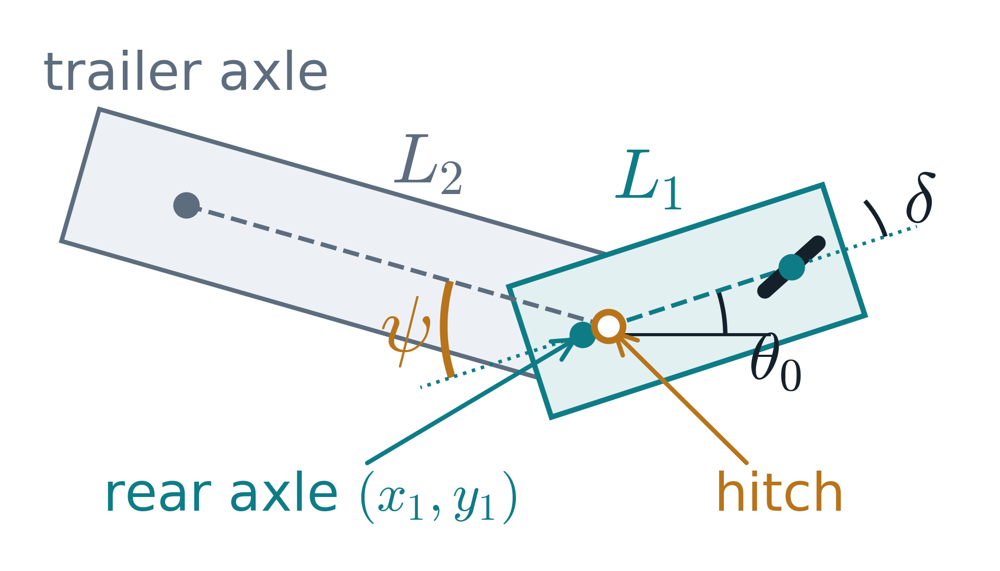 trailer axle
L₂
L₁
δ
ψ
θ₀
rear axle (x₁, y₁)
hitch